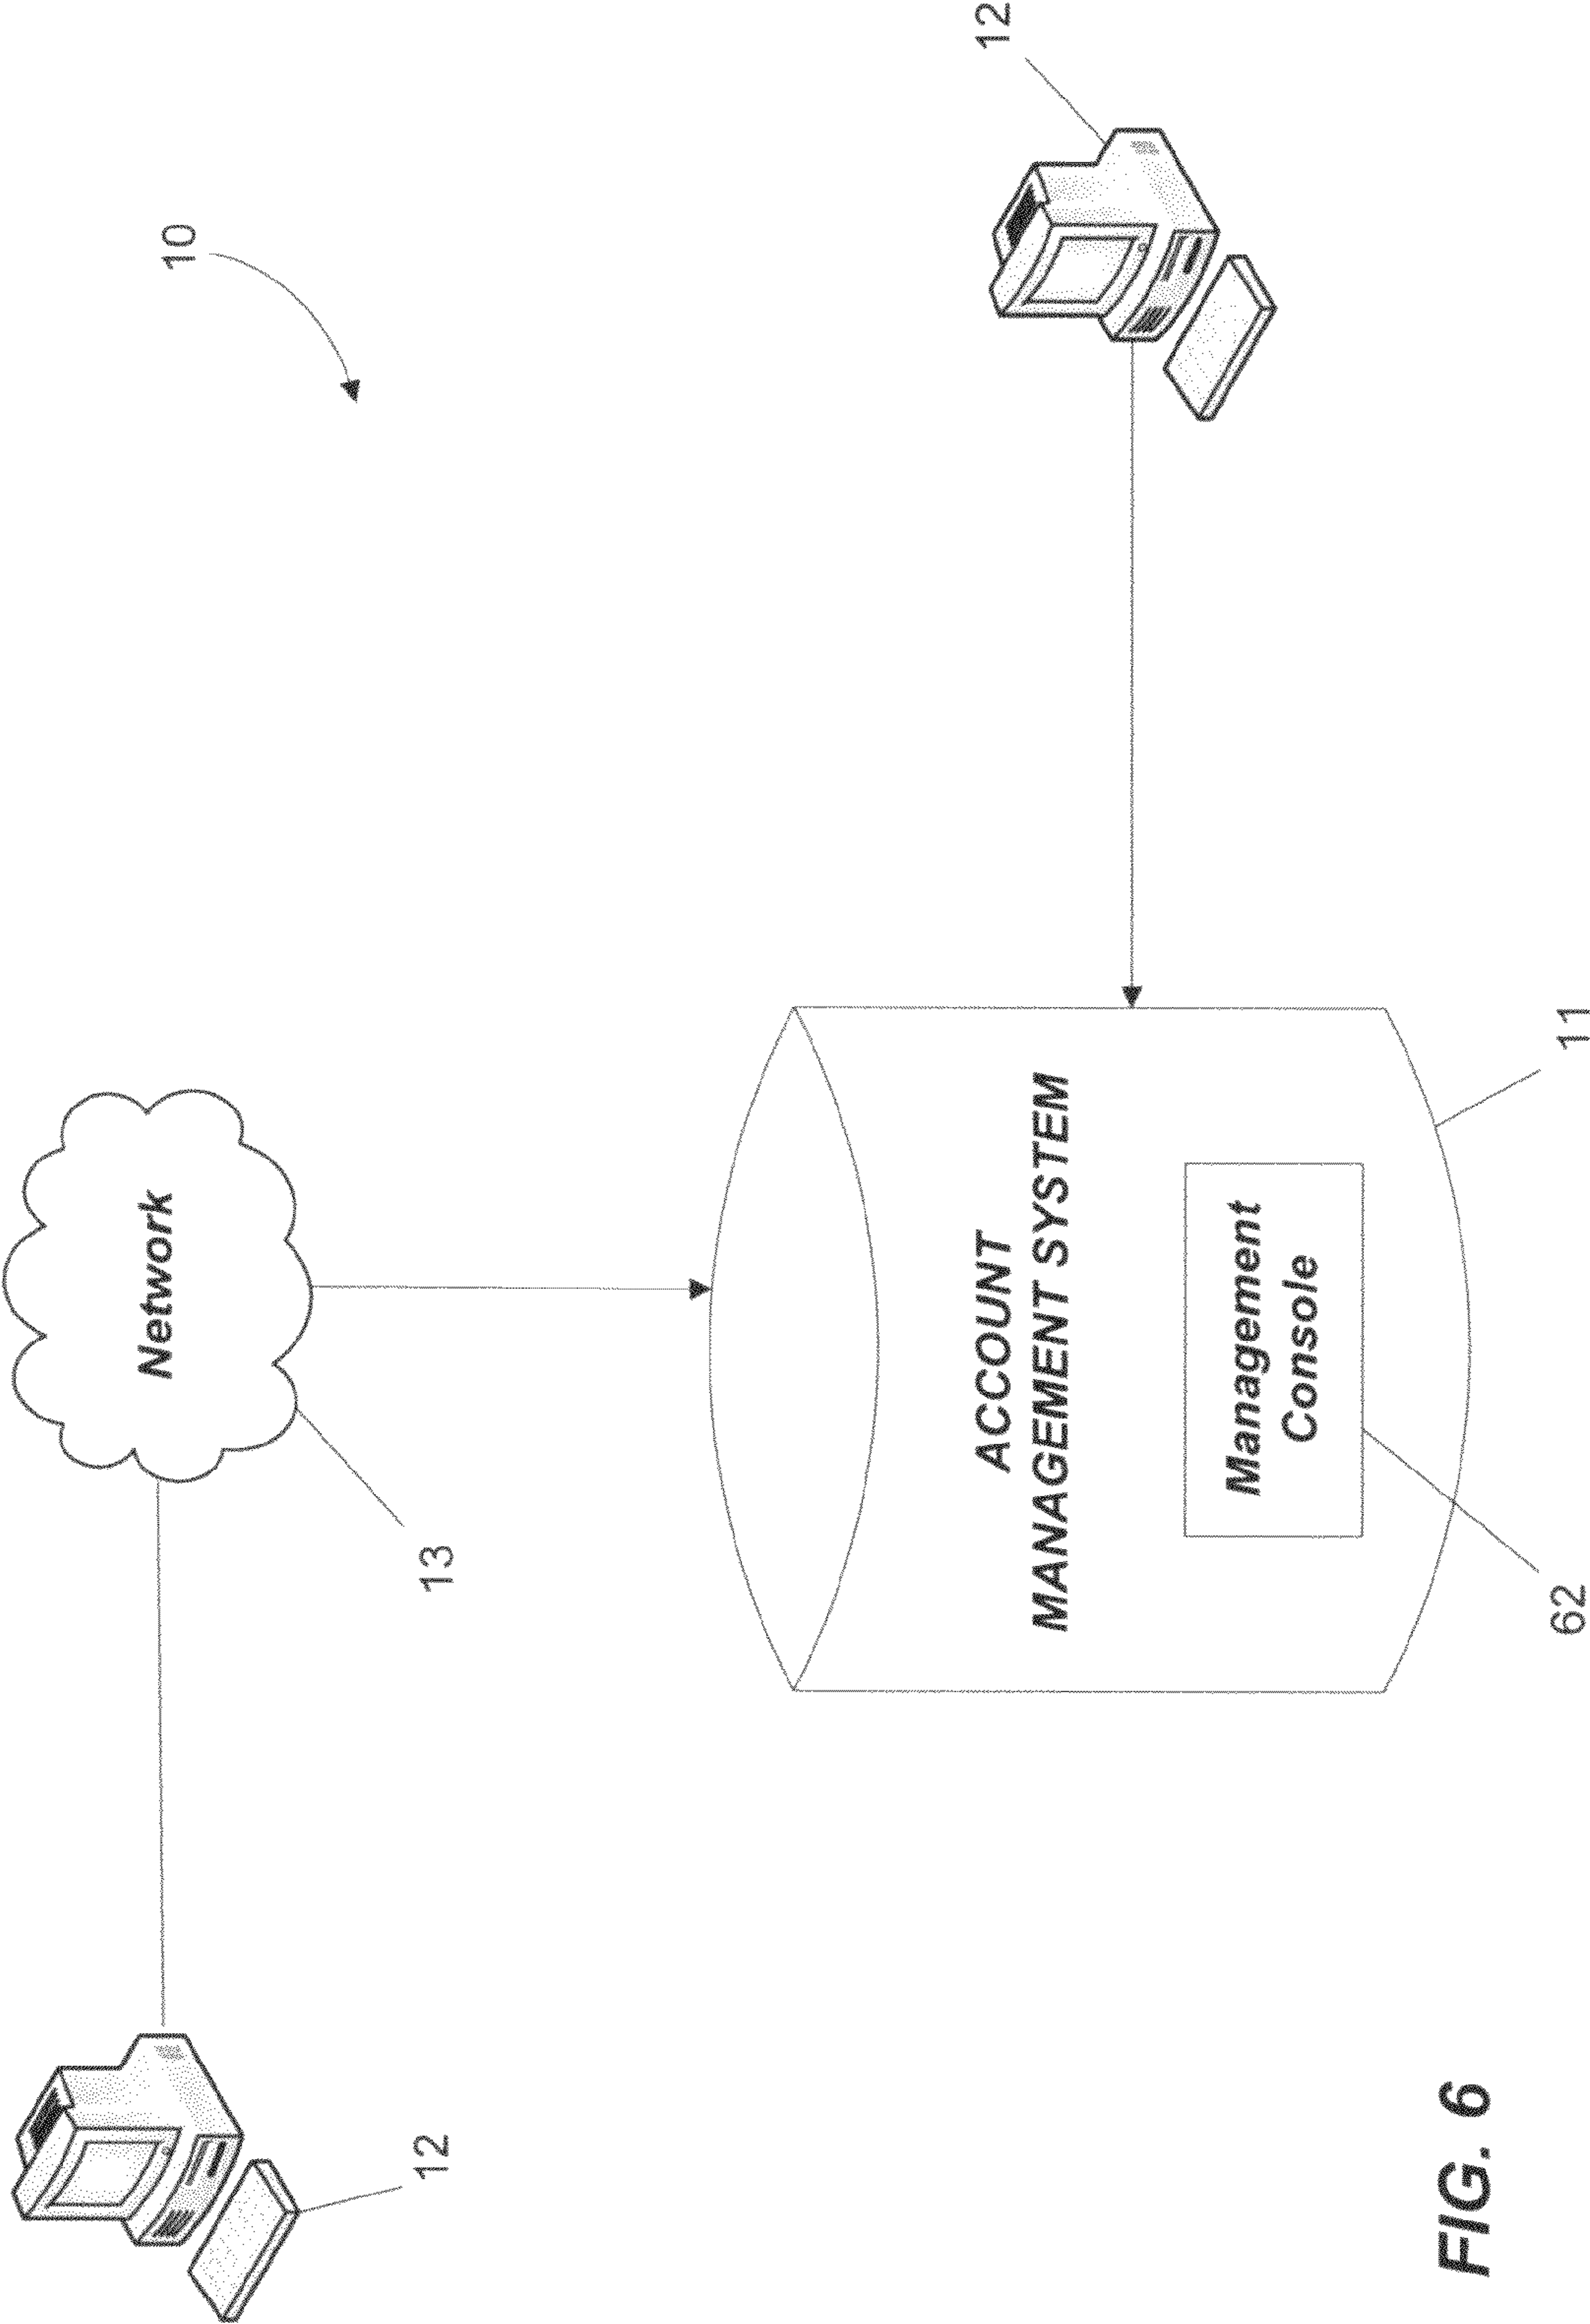 10
Network
13
12
12
ACCOUNT
MANAGEMENT SYSTEM
Management
Console
11
62
FIG. 6